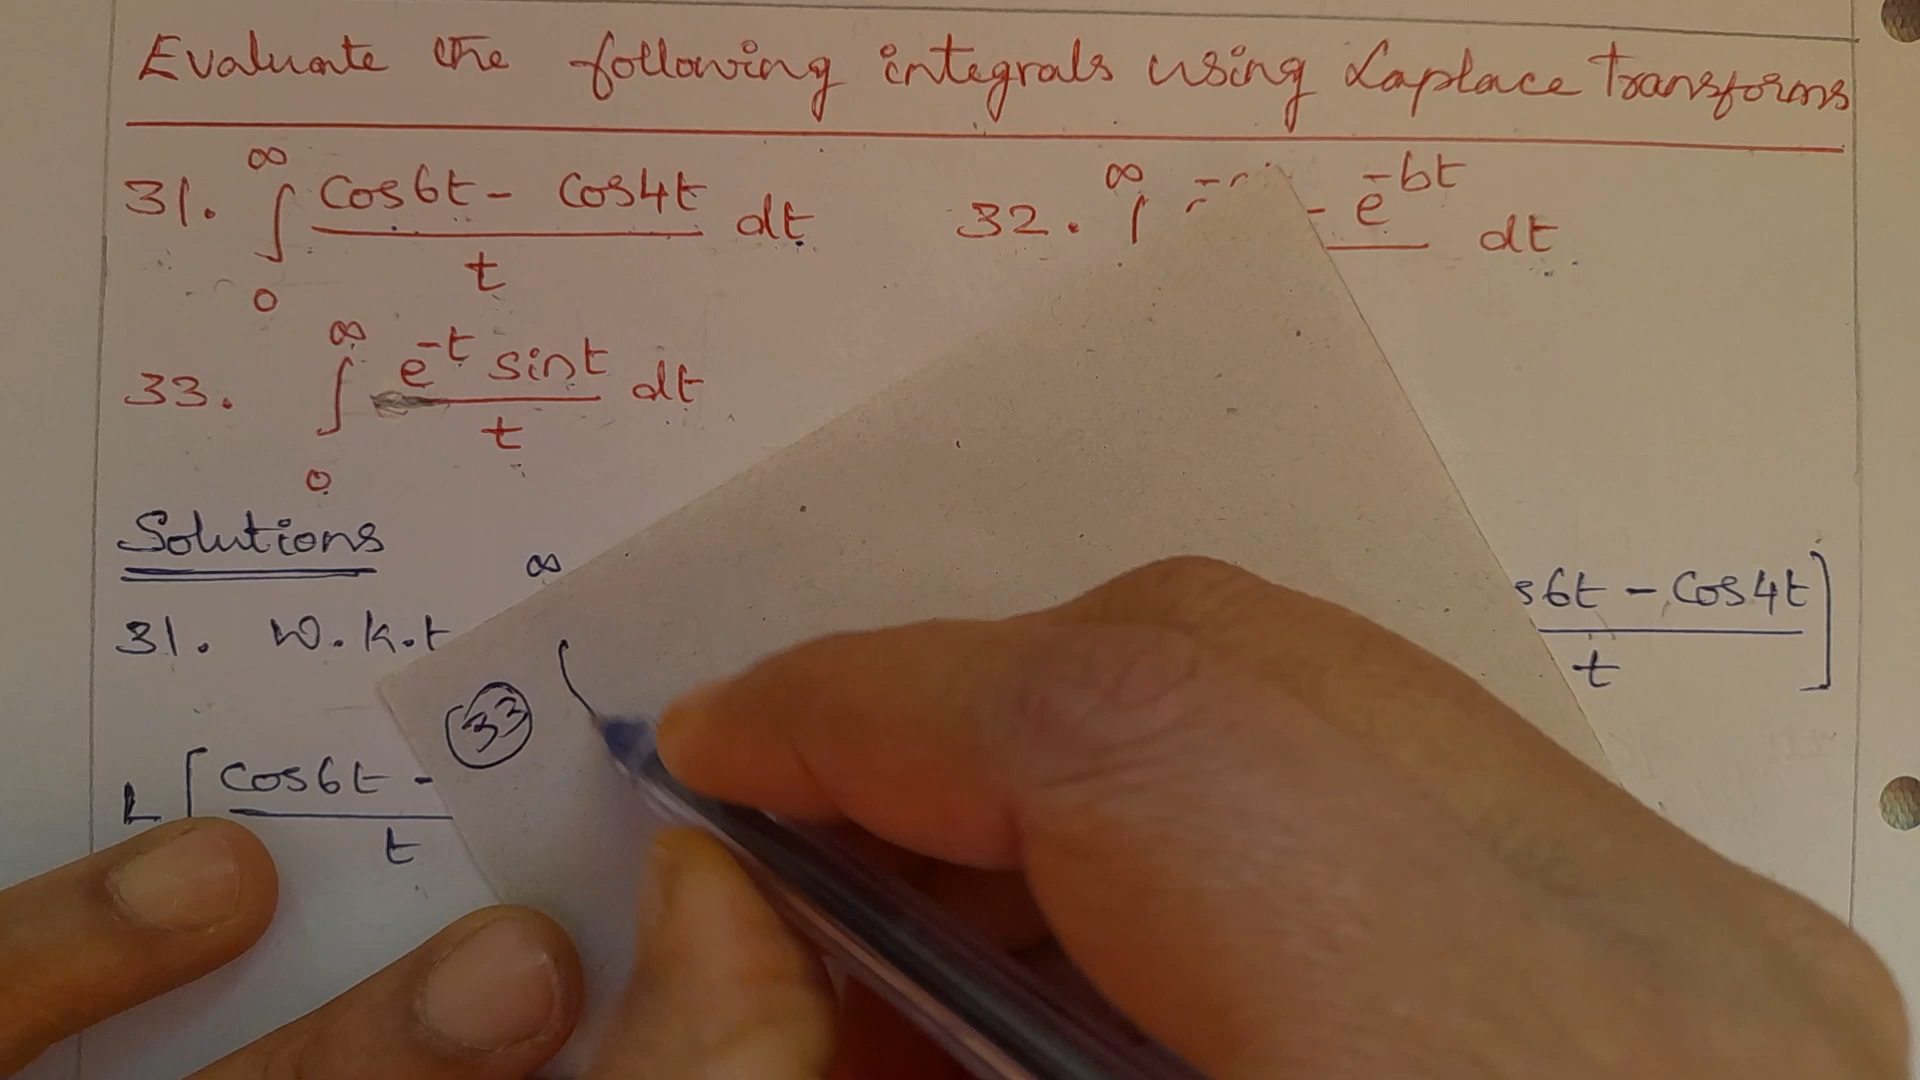 Evaluate the following integrals using Laplace Transforms
31. ∫₀^∞ (cos6t - cos4t)/t dt 32. ∫^∞ - e^-bt dt
33. ∫₀^∞ (e^-t sint)/t dt
Solutions
∞
31. W.k.t s6t - cos4t / t ]
33
L [ cos6t - / t